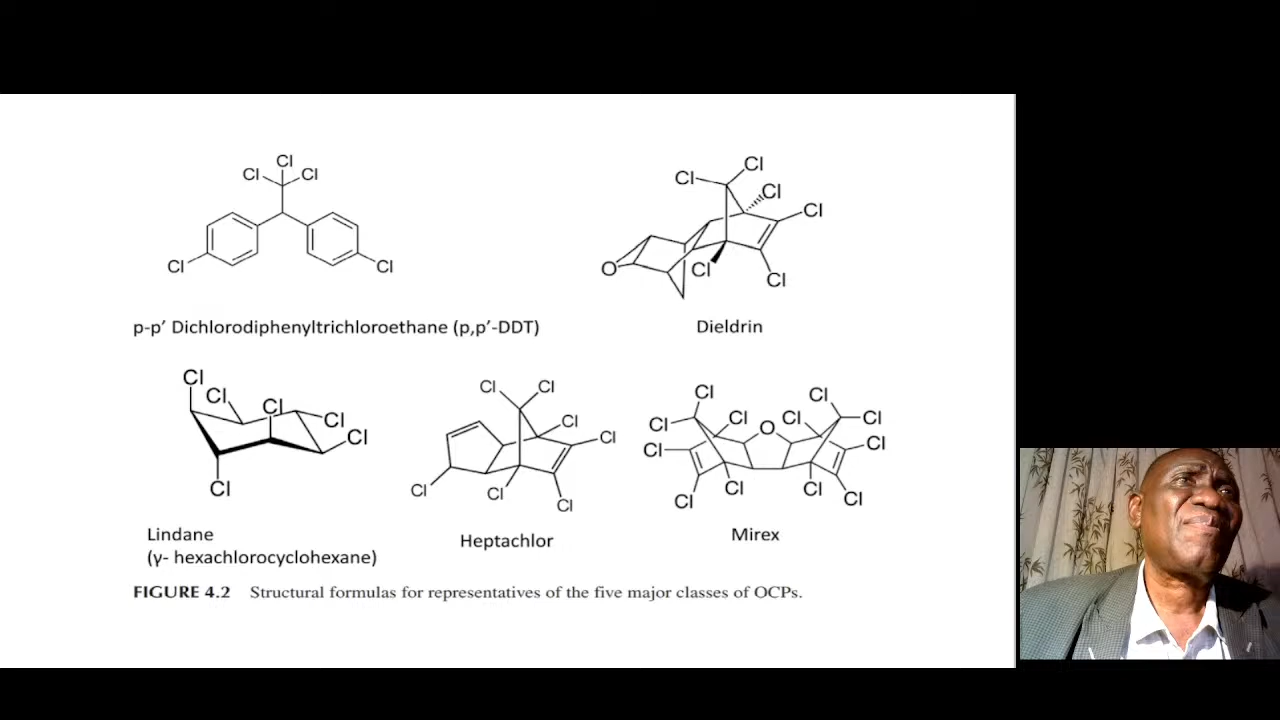 Cl
Cl Cl
Cl Cl
p-p′ Dichlorodiphenyltrichloroethane (p,p′-DDT)
Cl
Cl
Cl
Cl
O
Cl
Cl
Dieldrin
Cl
Cl
Cl
Cl
Cl
Cl
Lindane
(γ- hexachlorocyclohexane)
Cl Cl
Cl
Cl
Cl
Cl
Cl
Heptachlor
Cl Cl
Cl Cl O Cl Cl
Cl Cl
Cl Cl Cl Cl
Mirex
FIGURE 4.2 Structural formulas for representatives of the five major classes of OCPs.